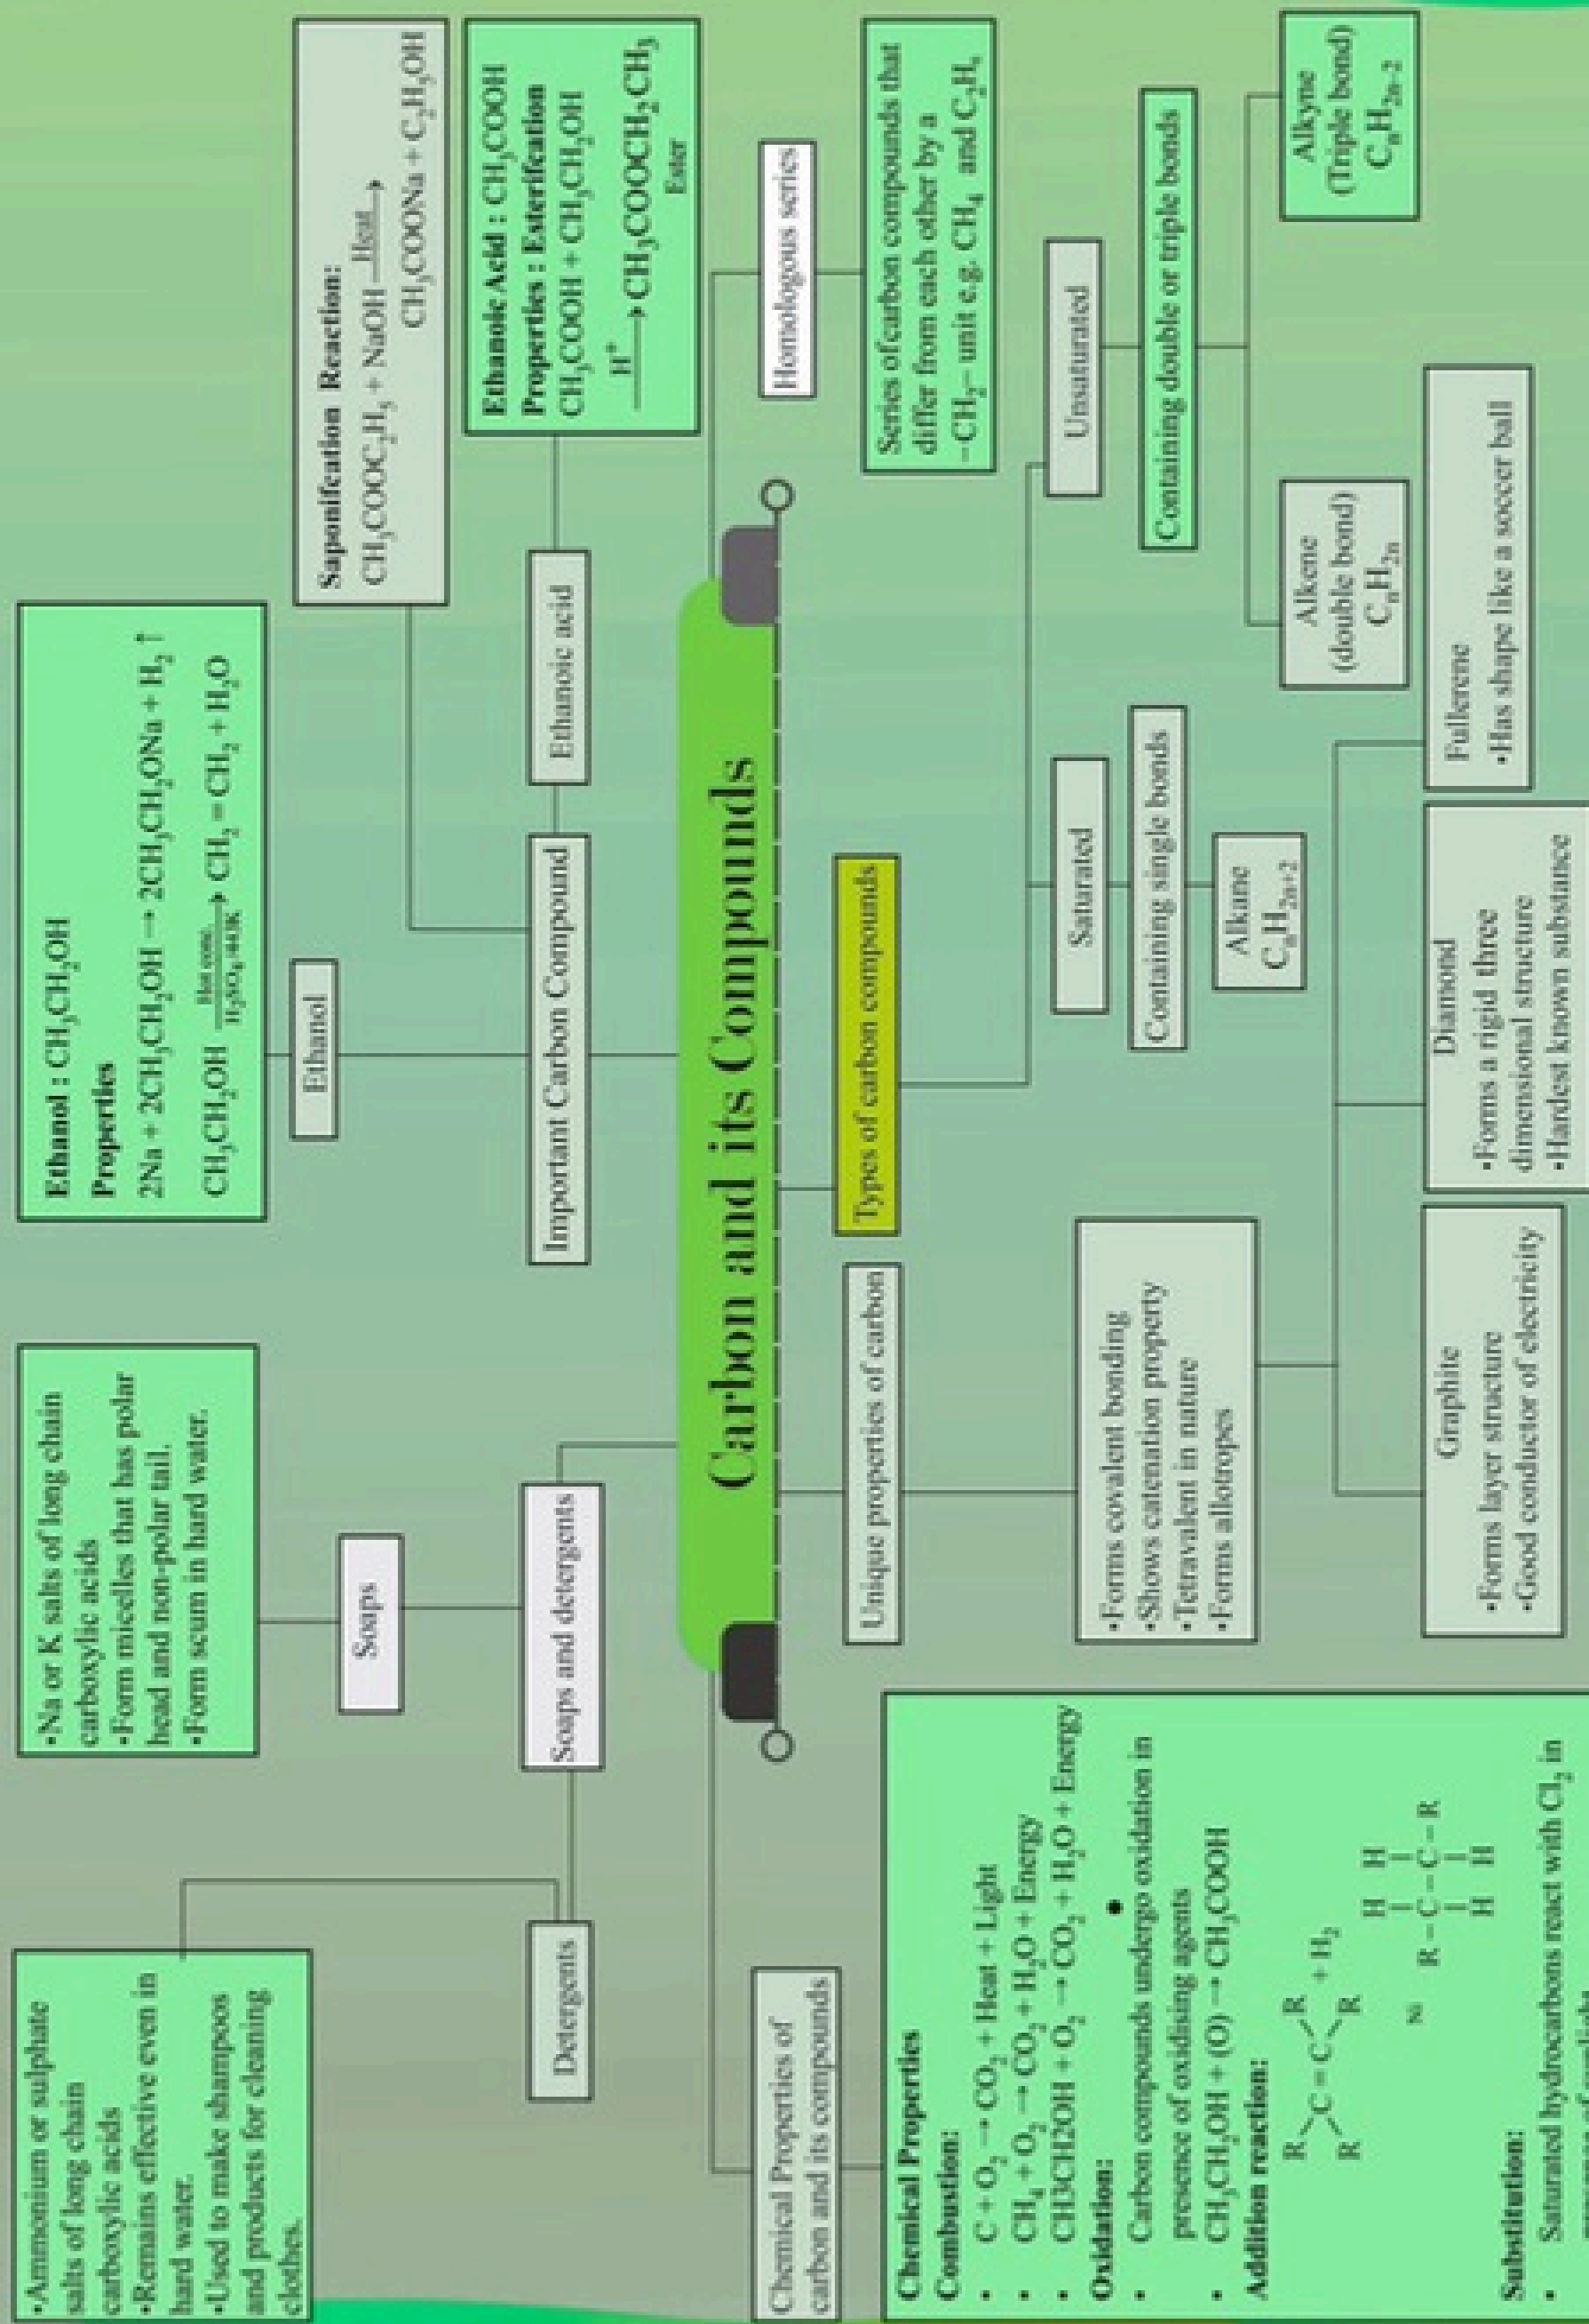 •Ammonium or sulphate
salts of long chain
carboxylic acids
•Remains effective even in
hard water.
•Used to make shampoos
and products for cleaning
clothes.
Detergents
•Na or K salts of long chain
carboxylic acids
•Form micelles that has polar
head and non-polar tail.
•Form scum in hard water.
Soaps
Soaps and detergents
Ethanol : CH₃CH₂OH
Properties
2Na + 2CH₃CH₂OH → 2CH₃CH₂ONa + H₂ ↑
CH₃CH₂OH Hot conc. H₂SO₄/443K → CH₂ = CH₂ + H₂O
Ethanol
Important Carbon Compound
Saponifcation Reaction:
CH₃COOC₂H₅ + NaOH Heat →
CH₃COONa + C₂H₅OH
Ethanoic acid
Ethanoic Acid : CH₃COOH
Properties : Esterifcation
CH₃COOH + CH₃CH₂OH
H⁺ → CH₃COOCH₂CH₃
Ester
Carbon and its Compounds
Chemical Properties of
carbon and its compounds
Chemical Properties
Combustion:
• C + O₂ → CO₂ + Heat + Light
• CH₄ + O₂ → CO₂ + H₂O + Energy
• CH3CH2OH + O₂ → CO₂ + H₂O + Energy
Oxidation:
• Carbon compounds undergo oxidation in
presence of oxidising agents
• CH₃CH₂OH + (O) → CH₃COOH
Addition reaction:
R R
C = C + H₂
R R
Ni
H H
R – C – C – R
H H
Substitution:
• Saturated hydrocarbons react with Cl₂ in
presence of sunlight
Unique properties of carbon
•Forms covalent bonding
•Shows catenation property
•Tetravalent in nature
•Forms allotropes
Graphite
•Forms layer structure
•Good conductor of electricity
Diamond
•Forms a rigid three
dimensional structure
•Hardest known substance
Fullerene
•Has shape like a soccer ball
Types of carbon compounds
Saturated
Containing single bonds
Alkane
CₙH₂ₙ₊₂
Unsaturated
Containing double or triple bonds
Alkene
(double bond)
CₙH₂ₙ
Alkyne
(Triple bond)
CₙH₂ₙ₋₂
Homologous series
Series of carbon compounds that
differ from each other by a
–CH₂– unit e.g. CH₄ and C₂H₆